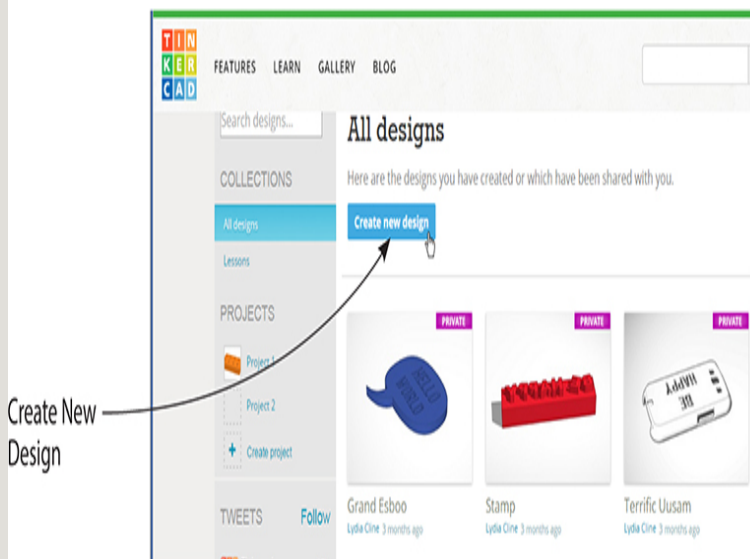 TIN
KER
CAD
FEATURES LEARN GALLERY BLOG
Search designs...
COLLECTIONS
All designs
Lessons
PROJECTS
Project 1
Project 2
Create project
TWEETS Follow
All designs
Here are the designs you have created or which have been shared with you.
Create new design
PRIVATE PRIVATE PRIVATE
HELLO
WORLD
BE
HAPPY
Grand Esboo Stamp Terrific Uusam
Lydia Cline 3 months ago Lydia Cline 3 months ago Lydia Cline 3 months ago
Create New
Design